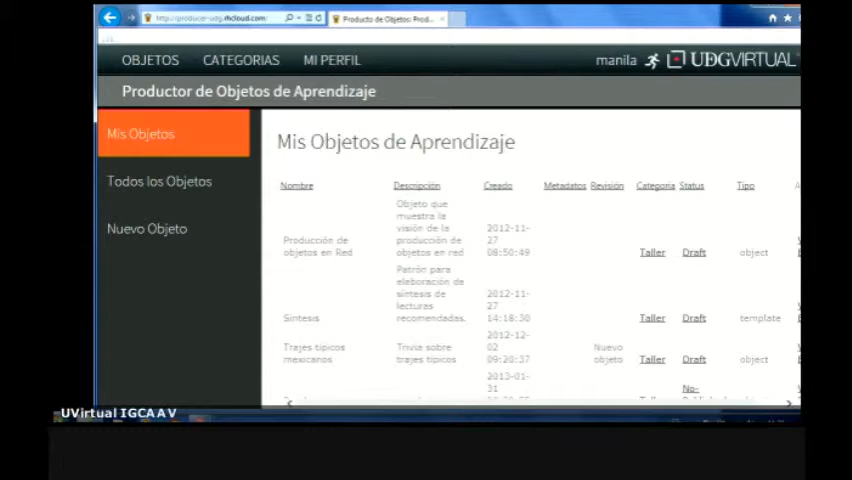 http://producer-udg.rhcloud.com/
Producto de Objetos: Prod...
OBJETOS CATEGORIAS MI PERFIL manila UDGVIRTUAL
Productor de Objetos de Aprendizaje
Mis Objetos
Todos los Objetos
Nuevo Objeto
Mis Objetos de Aprendizaje
Nombre Descripción Creado Metadatos Revisión Categoria Status Tipo
Objeto que
muestra la
visión de la
producción de
objetos en red
2012-11-
27
08:50:49
Producción de
objetos en Red
Taller Draft object
Patrón para
eleboración de
síntesis de
lecturas
recomendadas.
2012-11-
27
14:18:30
Sintesis
Taller Draft template
Trajes tipicos
mexicanos
Trivia sobre
trajes tipicos
2012-12-
02
09:20:37
Nuevo
objeto
Taller Draft object
2013-01-
31
No-
UVirtual IGCAAV